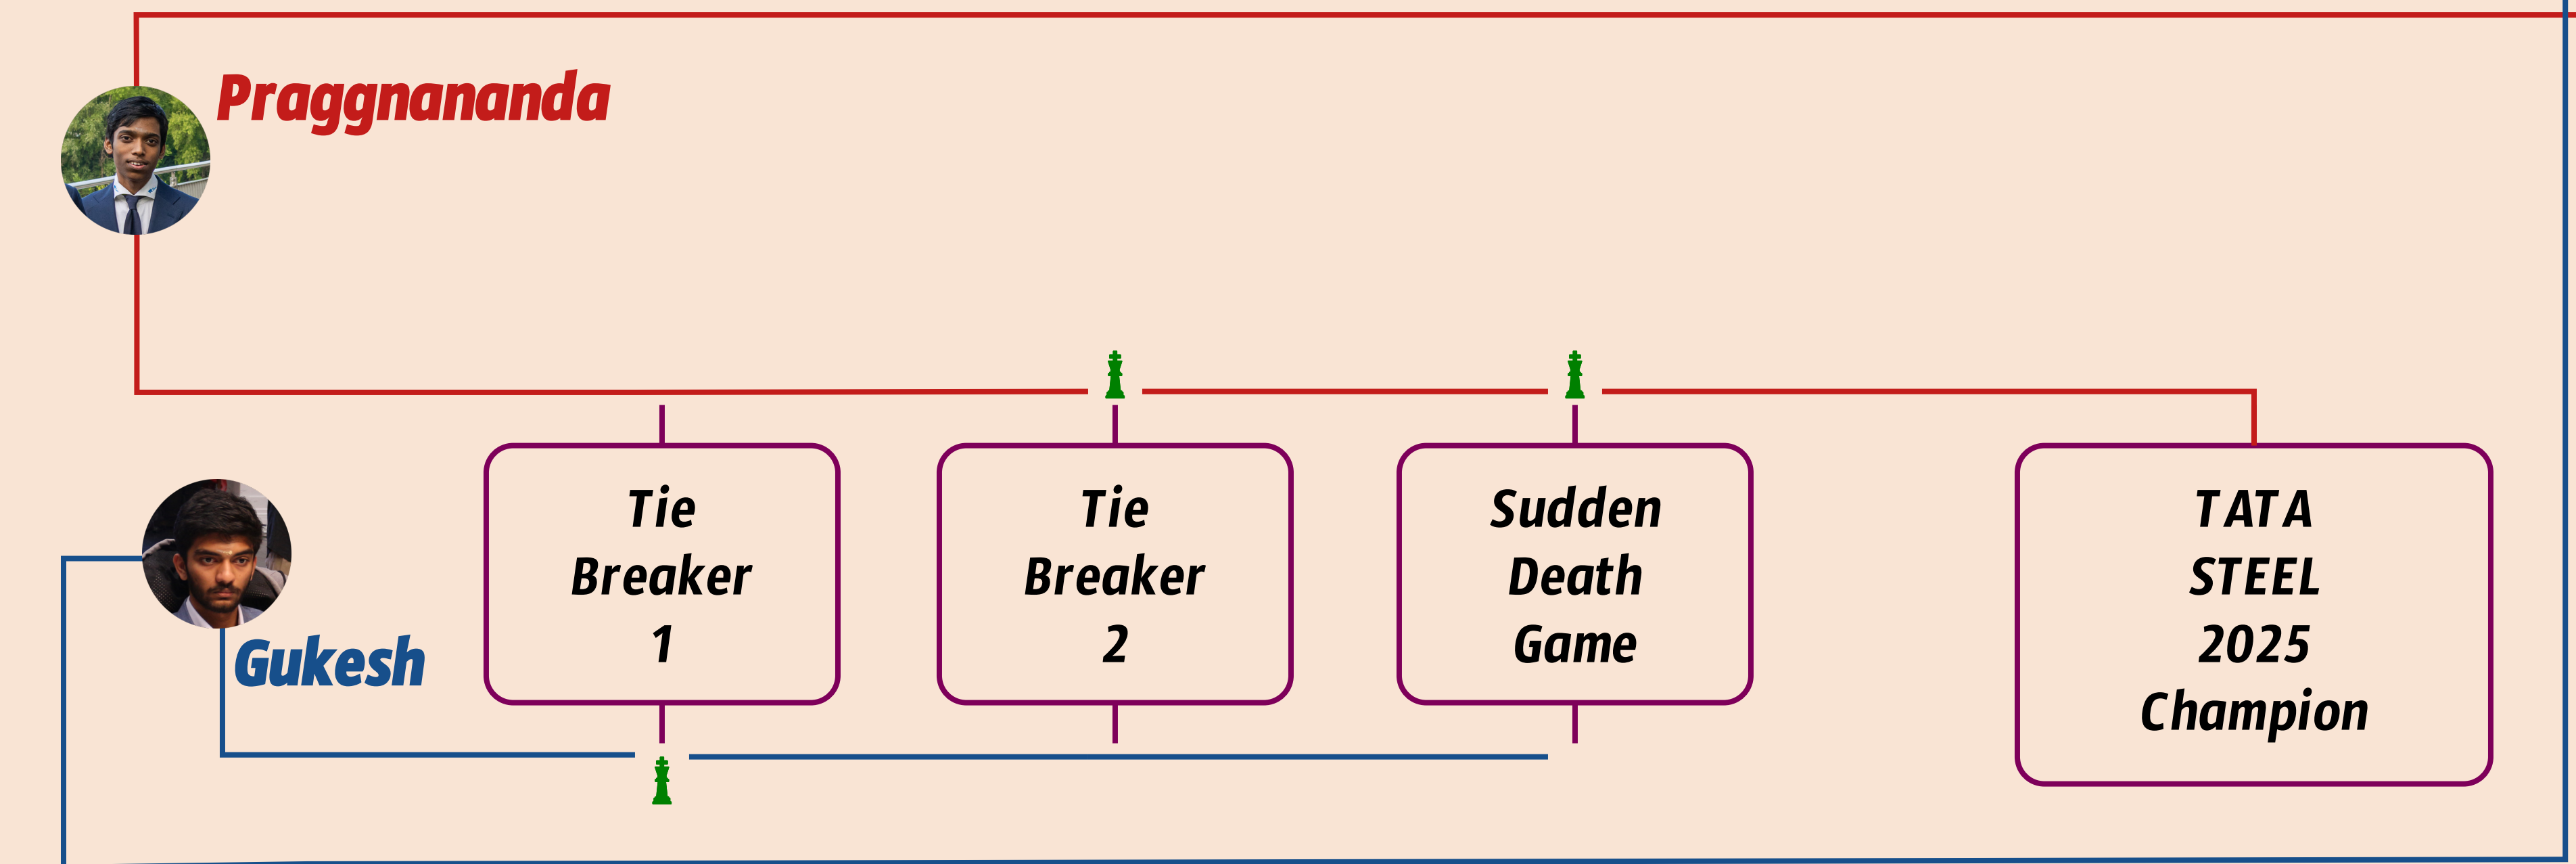 Praggnananda
Gukesh
Tie
Breaker
1
Tie
Breaker
2
Sudden
Death
Game
TATA
STEEL
2025
Champion